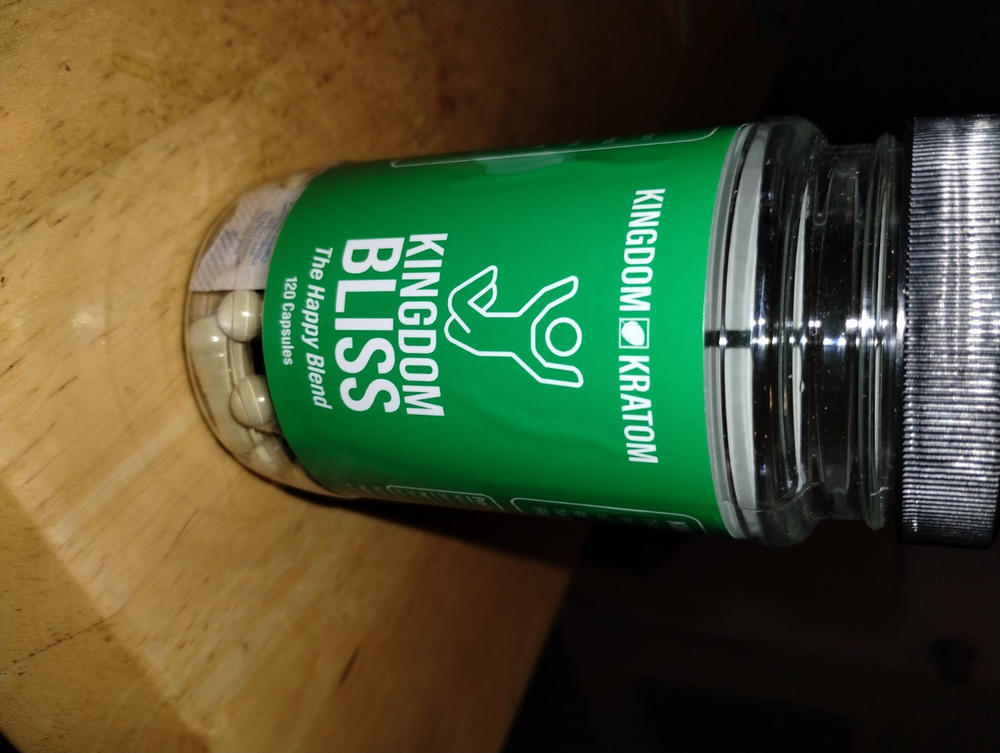 KINGDOM KRATOM
KINGDOM
BLISS
The Happy Blend
120 Capsules